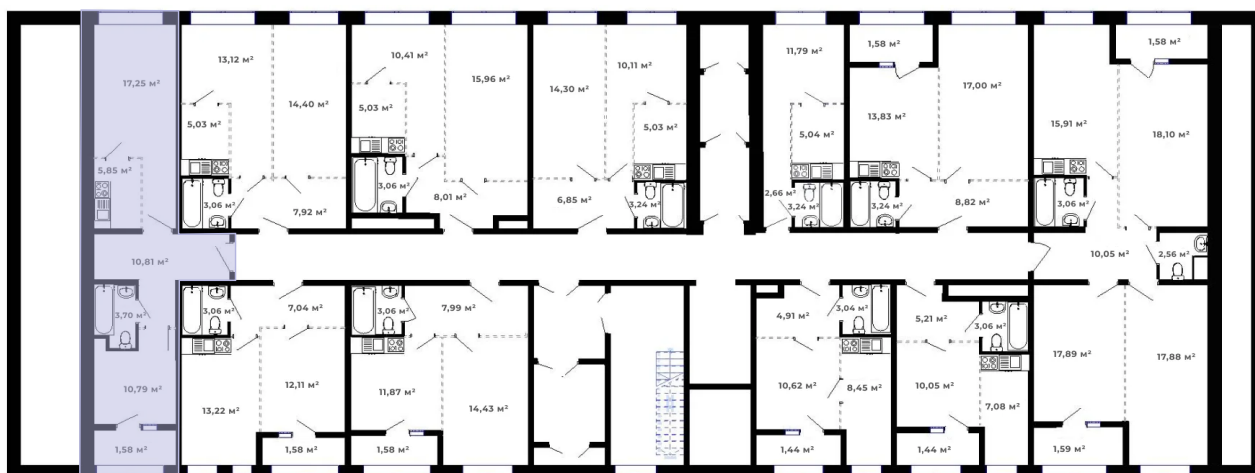 17,25 м²
5,85 м²
10,81 м²
3,70 м²
10,79 м²
1,58 м²
13,12 м²
14,40 м²
5,03 м²
3,06 м²
7,92 м²
10,41 м²
15,96 м²
5,03 м²
3,06 м²
8,01 м²
10,11 м²
14,30 м²
5,03 м²
6,85 м²
3,24 м²
11,79 м²
5,04 м²
2,66 м²
3,24 м²
1,58 м²
17,00 м²
13,83 м²
3,24 м²
8,82 м²
1,58 м²
15,91 м²
18,10 м²
3,06 м²
10,05 м²
2,56 м²
3,06 м²
7,04 м²
12,11 м²
13,22 м²
1,58 м²
3,06 м²
7,99 м²
11,87 м²
14,43 м²
1,58 м²
4,91 м²
3,04 м²
10,62 м²
8,45 м²
1,44 м²
5,21 м²
3,06 м²
10,05 м²
7,08 м²
1,44 м²
17,89 м²
17,88 м²
1,59 м²